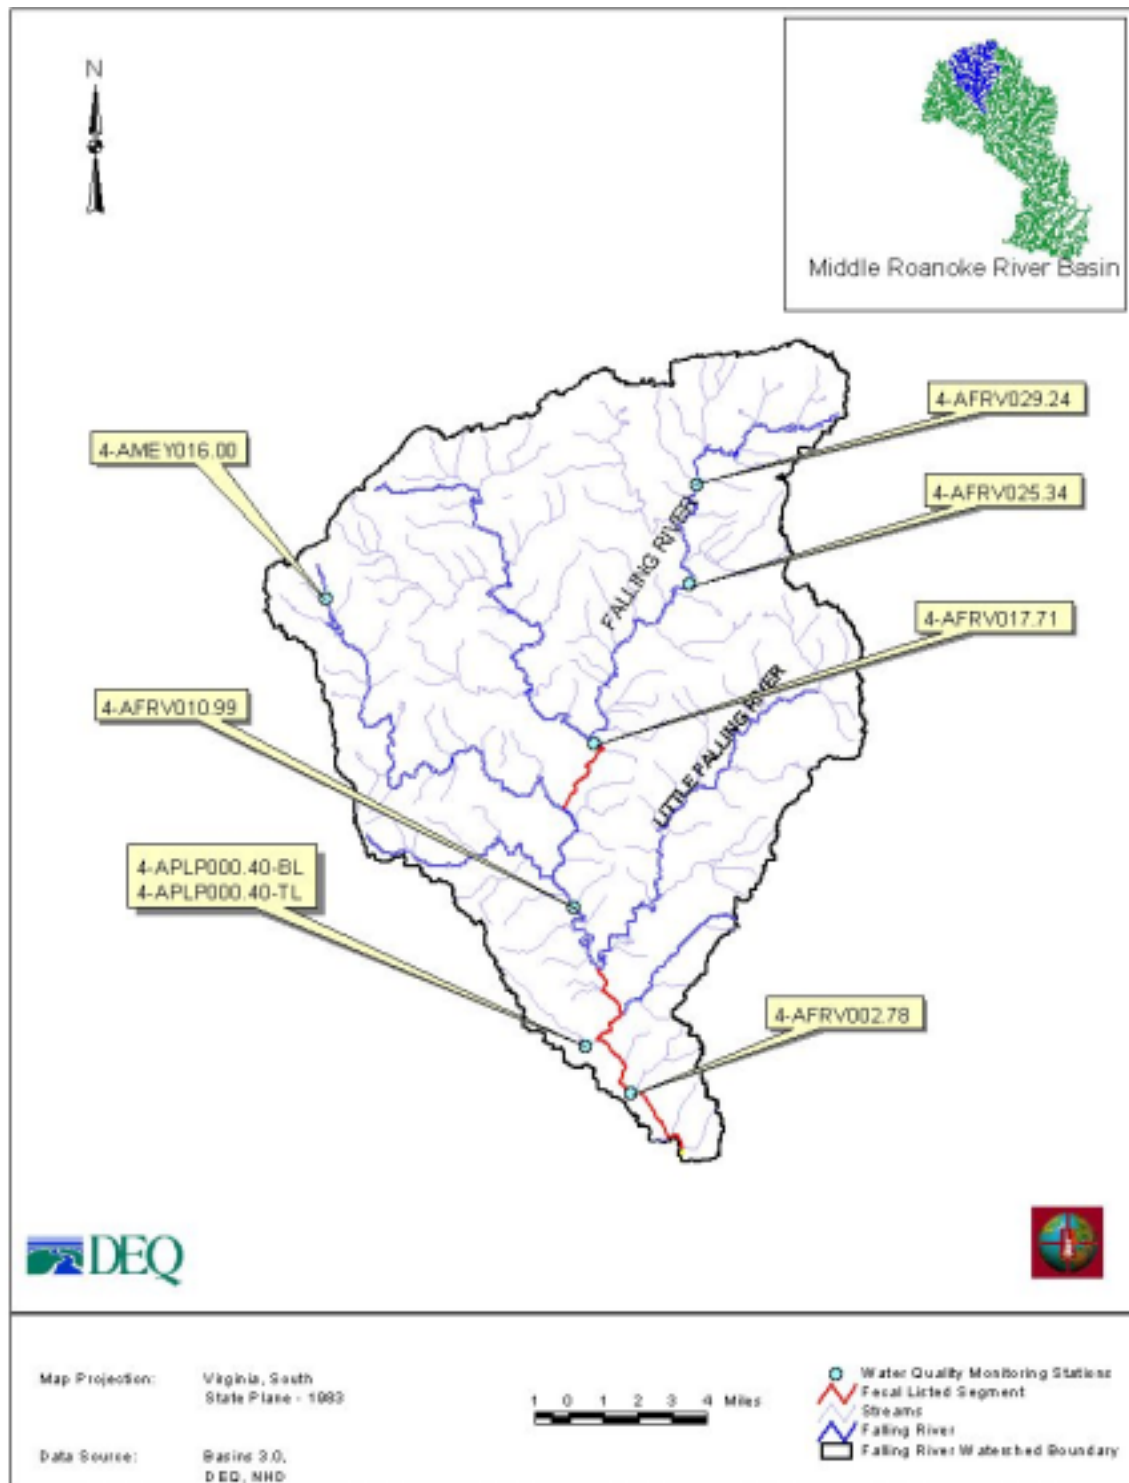 N
Middle Roanoke River Basin
4-AFRV029.24
4-AMEY016.00
4-AFRV025.34
FALLING RIVER
4-AFRV017.71
LITTLE FALLING RIVER
4-AFRV010.99
4-APLP000.40-BL
4-APLP000.40-TL
4-AFRV002.78
DEQ
Map Projection:
Virginia, South
State Plane - 1983
1 0 1 2 3 4 Miles
Data Source:
Basins 3.0,
DEQ, NHD
Water Quality Monitoring Stations
Fecal Listed Segment
Streams
Falling River
Falling River Watershed Boundary